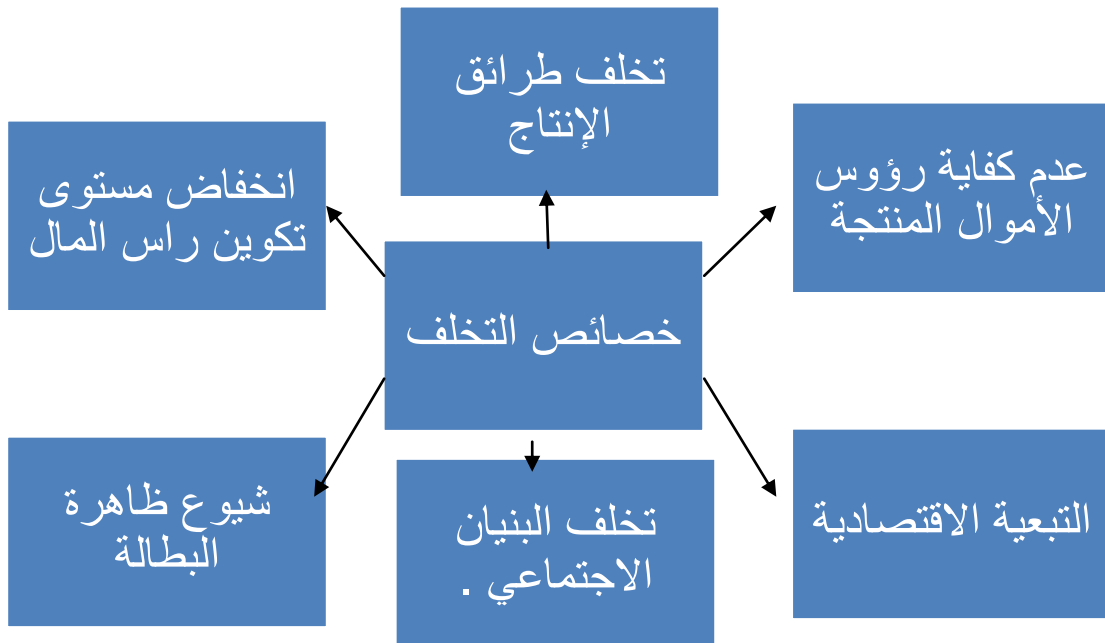 تخلف طرائق
الإنتاج
عدم كفاية رؤوس
الأموال المنتجة
انخفاض مستوى
تكوين راس المال
خصائص التخلف
التبعية الاقتصادية
تخلف البنيان
الاجتماعي .
شيوع ظاهرة
البطالة